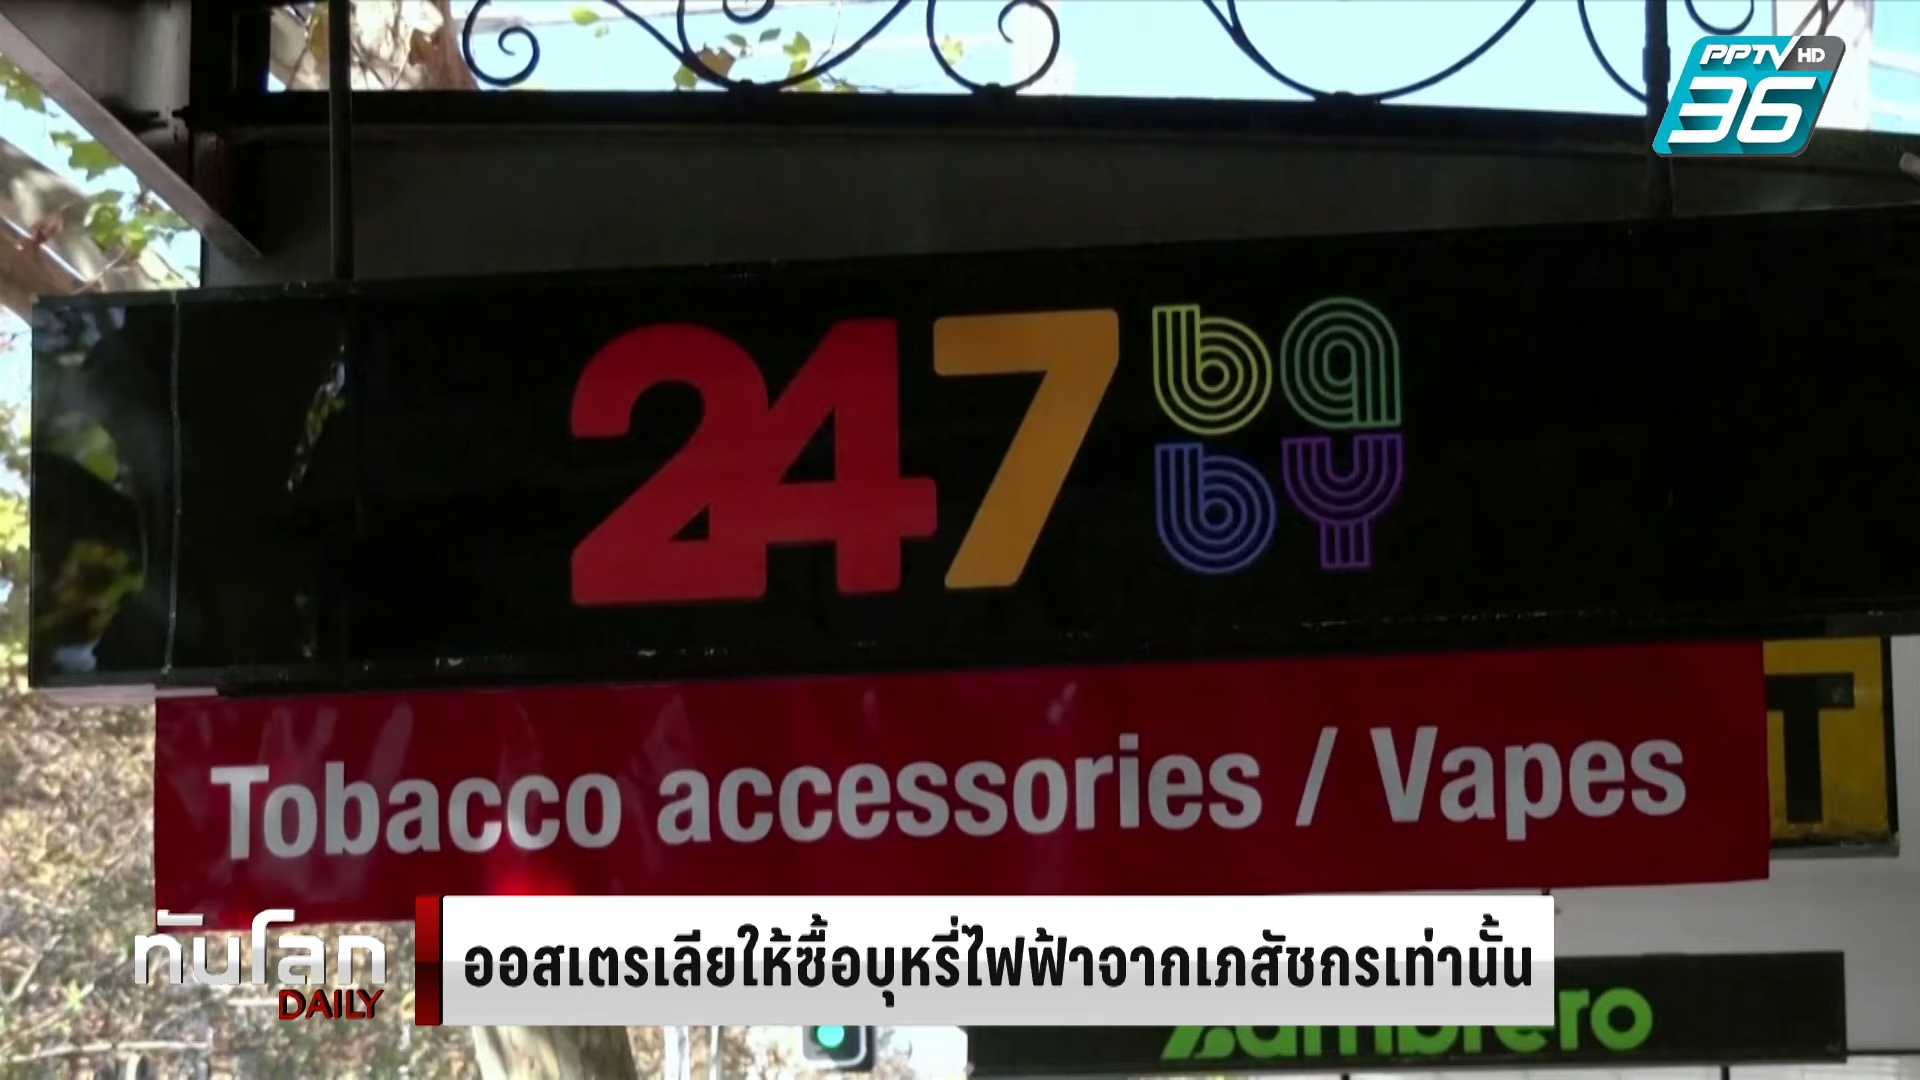 PPTV HD
36
247 baby
Tobacco accessories / Vapes
T
ทันโลก
DAILY
ออสเตรเลียให้ซื้อบุหรี่ไฟฟ้าจากเภสัชกรเท่านั้น
Zambrero